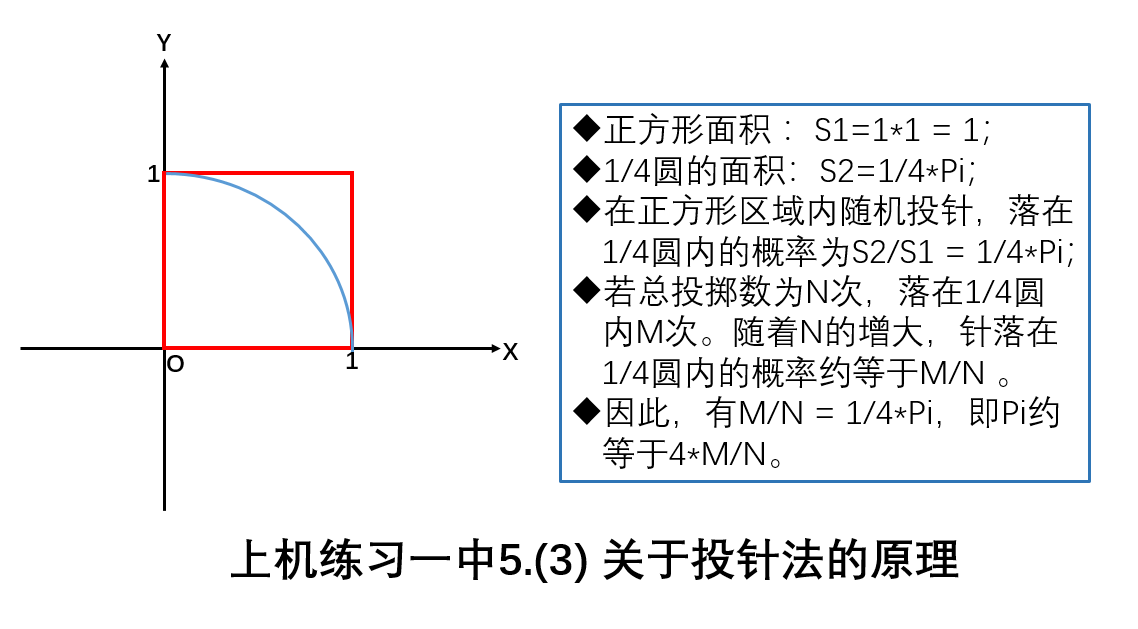 Y
1
O
1
X
◆正方形面积：S1=1*1 = 1;
◆1/4圆的面积：S2=1/4*Pi;
◆在正方形区域内随机投针，落在
1/4圆内的概率为S2/S1 = 1/4*Pi;
◆若总投掷数为N次，落在1/4圆
内M次。随着N的增大，针落在
1/4圆内的概率约等于M/N 。
◆因此，有M/N = 1/4*Pi，即Pi约
等于4*M/N。
上机练习一中5.(3) 关于投针法的原理